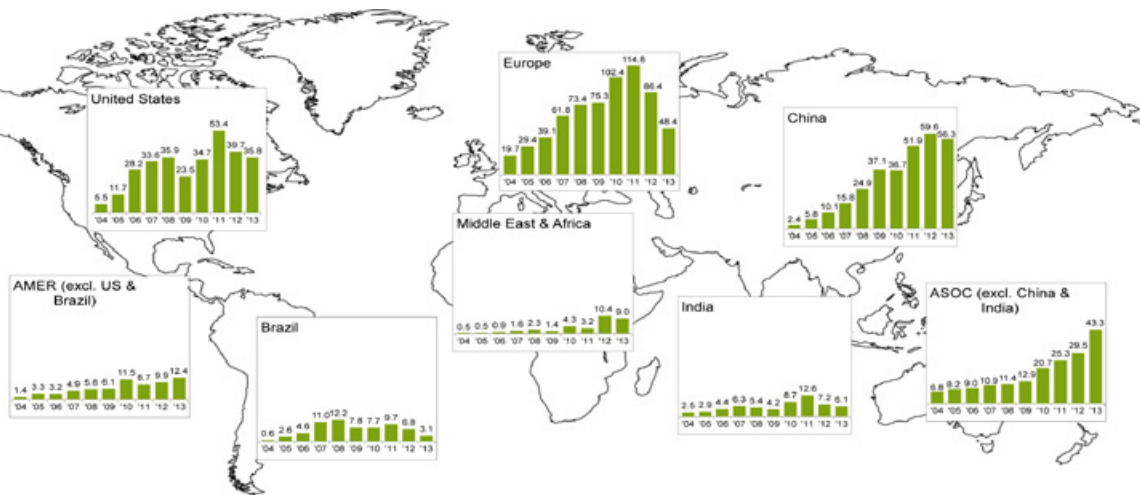 Europe
19.7 29.4 39.1 61.8 73.4 75.3 102.4 114.8 86.4 48.4
'04 '05 '06 '07 '08 '09 '10 '11 '12 '13
United States
5.5 11.7 28.2 33.6 35.9 23.5 34.7 53.4 39.7 35.8
'04 '05 '06 '07 '08 '09 '10 '11 '12 '13
China
2.4 5.8 10.1 15.8 24.9 37.1 36.7 51.9 59.6 56.3
'04 '05 '06 '07 '08 '09 '10 '11 '12 '13
Middle East & Africa
0.5 0.5 0.9 1.6 2.3 1.4 4.3 3.2 10.4 9.0
'04 '05 '06 '07 '08 '09 '10 '11 '12 '13
AMER (excl. US &
Brazil)
1.4 3.3 3.2 4.9 5.8 6.1 11.5 8.7 9.9 12.4
'04 '05 '06 '07 '08 '09 '10 '11 '12 '13
Brazil
0.6 2.6 4.6 11.0 12.2 7.8 7.7 9.7 6.8 3.1
'04 '05 '06 '07 '08 '09 '10 '11 '12 '13
India
2.5 2.9 4.4 6.3 5.4 4.2 8.7 12.6 7.2 6.1
'04 '05 '06 '07 '08 '09 '10 '11 '12 '13
ASOC (excl. China &
India)
6.8 8.2 9.0 10.9 11.4 12.9 20.7 25.3 29.5 43.3
'04 '05 '06 '07 '08 '09 '10 '11 '12 '13